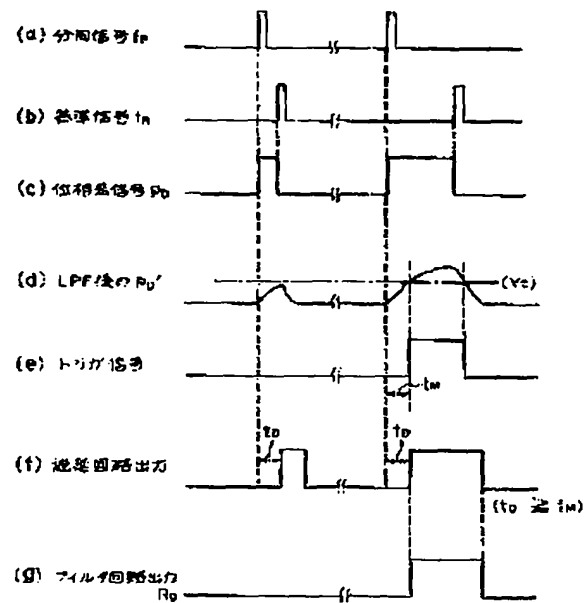 (a) 分周信号 fP
(b) 基準信号 fR
(c) 位相差信号 PD
(d) LPF後の PD'
(Vc)
(e) トリガ信号
tM
(f) 遅延回路出力
tD
tD
(tD ≧ tM)
(g) フィルタ回路出力